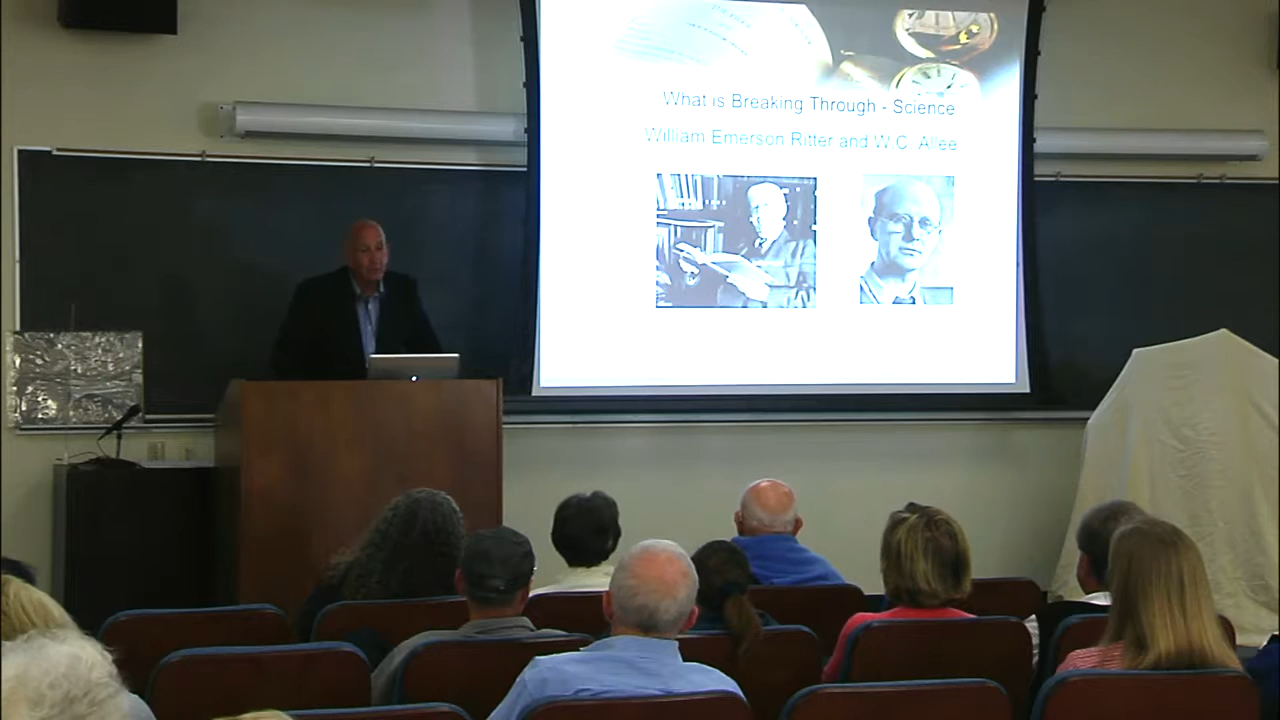 What is Breaking Through - Science
William Emerson Ritter and W.C. Allee